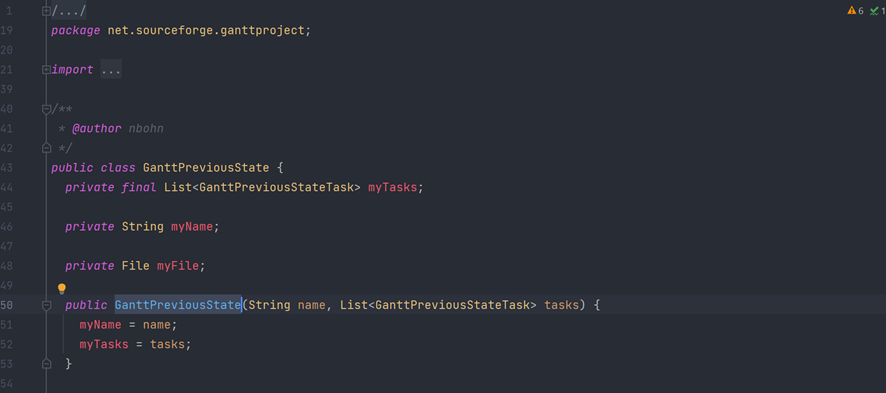 1 /.../ 6 1
19 package net.sourceforge.ganttproject;
20
21 import ...
39
40 /**
41 * @author nbohn
42 */
43 public class GanttPreviousState {
44 private final List<GanttPreviousStateTask> myTasks;
45
46 private String myName;
47
48 private File myFile;
49
50 public GanttPreviousState(String name, List<GanttPreviousStateTask> tasks) {
51 myName = name;
52 myTasks = tasks;
53 }
54